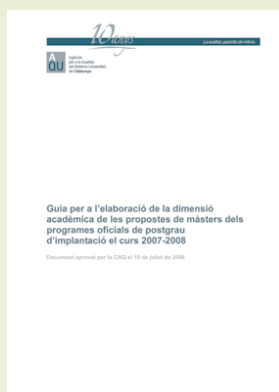 10 anys
La qualitat, garantia de millora.
AQU
Agència
per a la Qualitat
del Sistema Universitari
de Catalunya
Guia per a l'elaboració de la dimensió
acadèmica de les propostes de màsters dels
programes oficials de postgrau
d'implantació el curs 2007-2008
Document aprovat per la CAQ el 10 de juliol de 2006